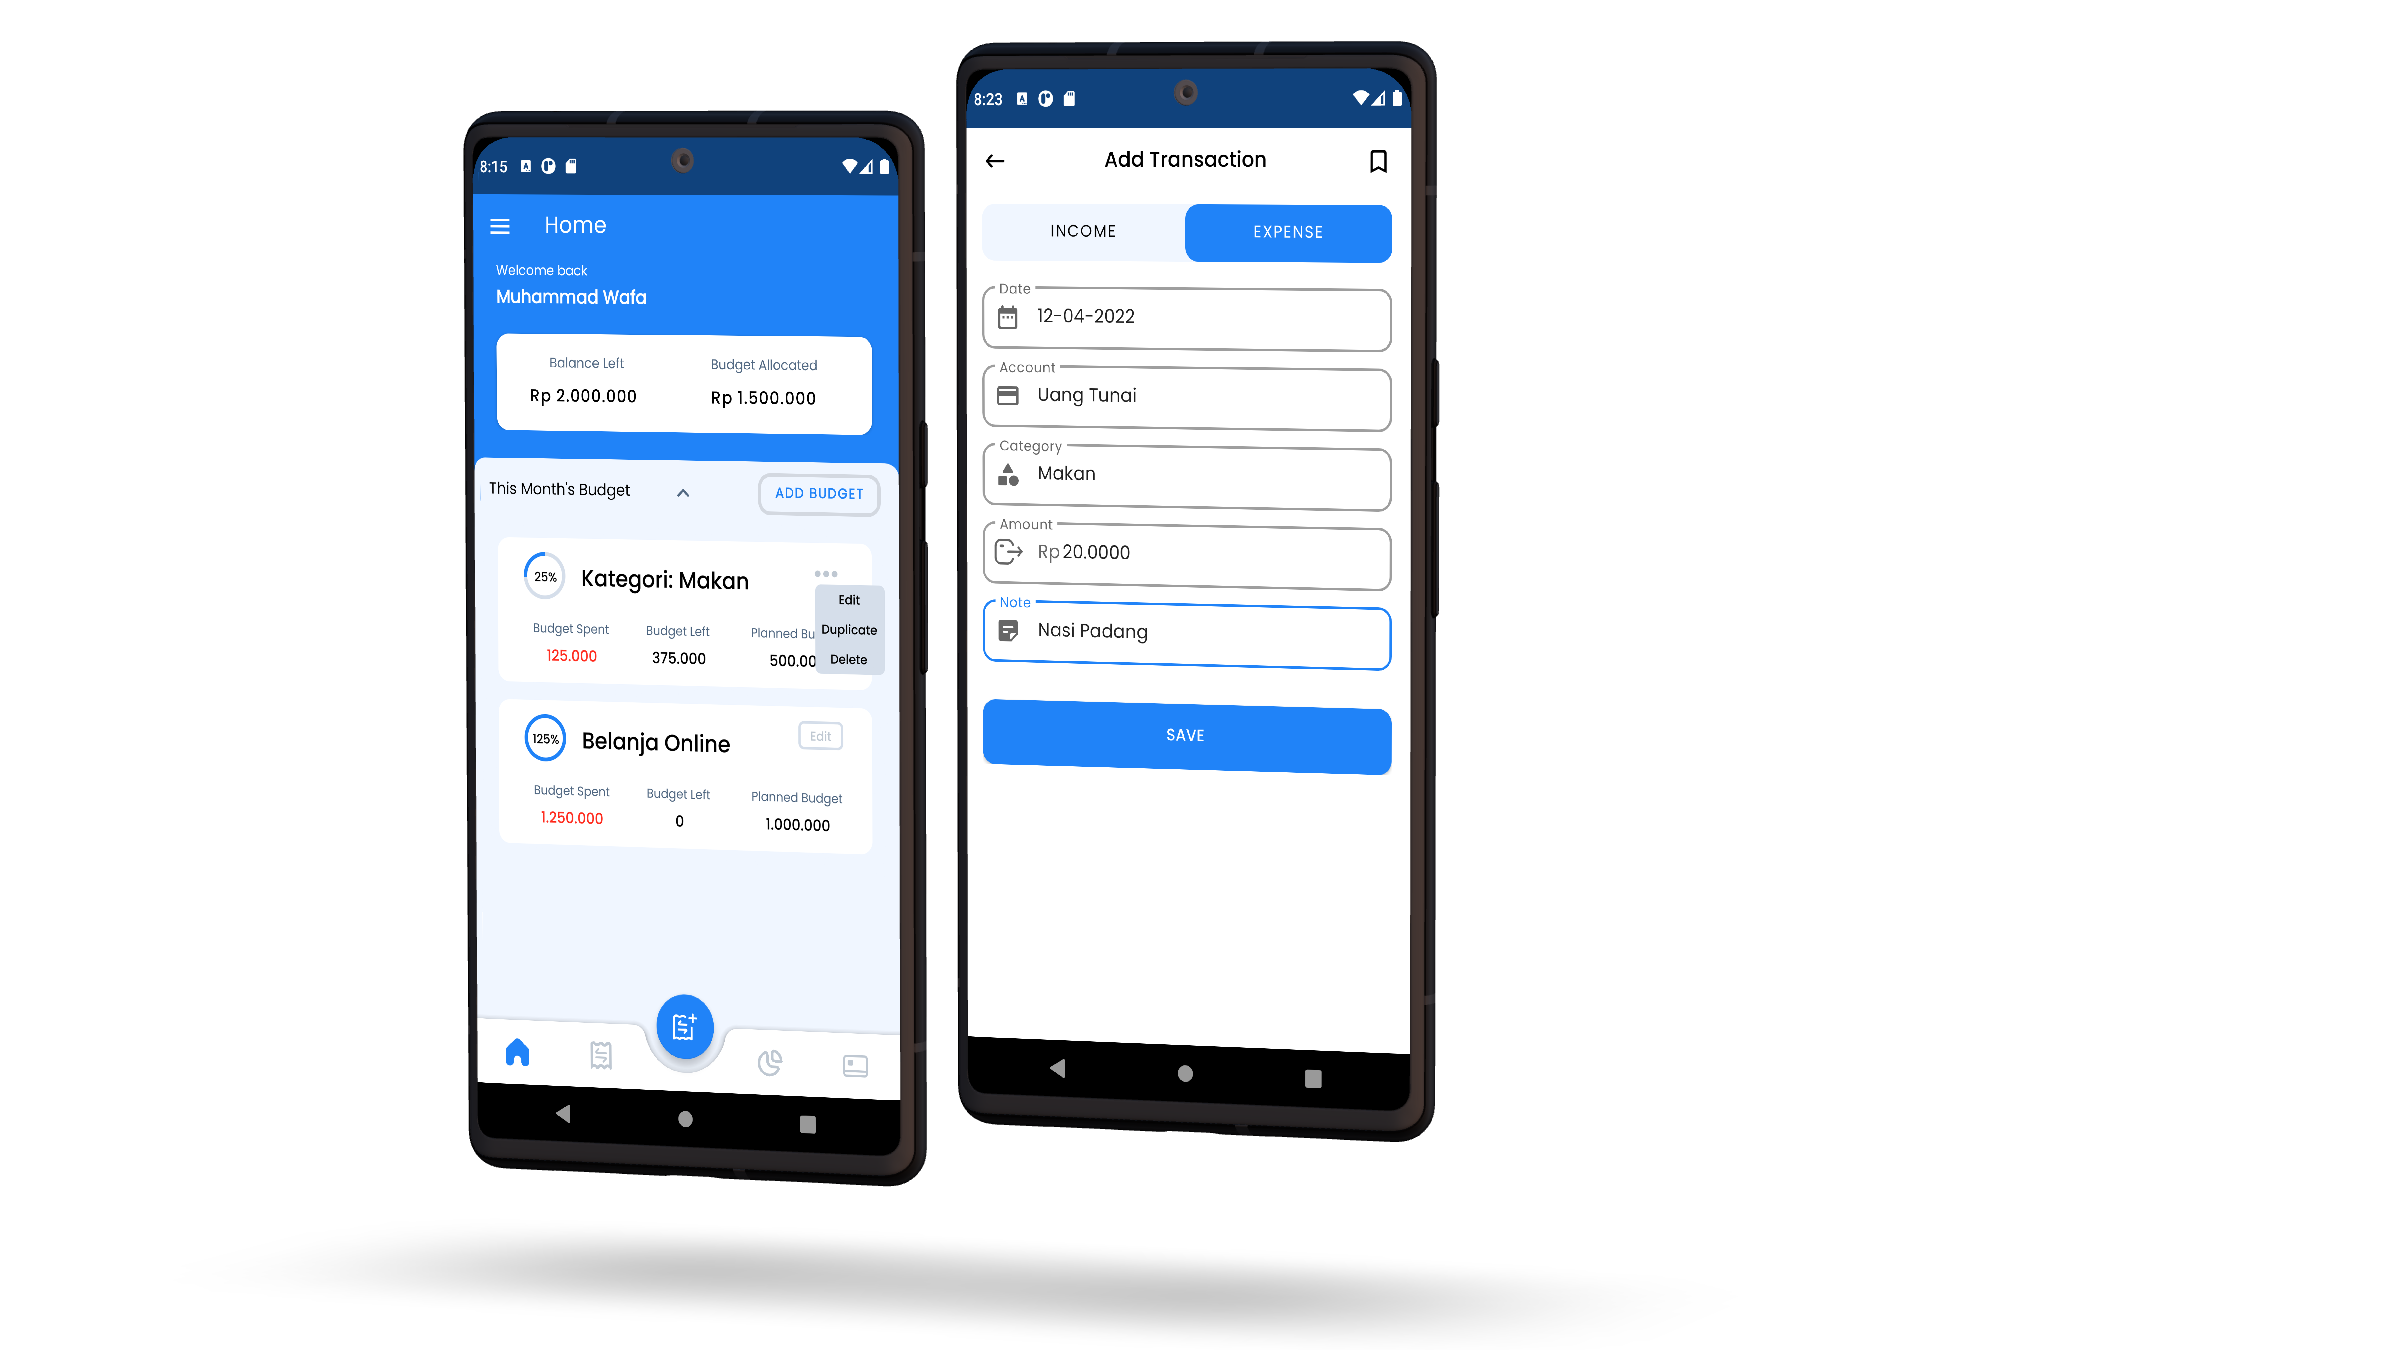 8:15
Home
Welcome back
Muhammad Wafa
Balance Left Budget Allocated
Rp 2.000.000 Rp 1.500.000
This Month's Budget ADD BUDGET
25% Kategori: Makan
Edit
Duplicate
Delete
Budget Spent Budget Left Planned Bu
125.000 375.000 500.00
125% Belanja Online Edit
Budget Spent Budget Left Planned Budget
1.250.000 0 1.000.000
8:23
Add Transaction
INCOME EXPENSE
Date
12-04-2022
Account
Uang Tunai
Category
Makan
Amount
Rp 20.0000
Note
Nasi Padang
SAVE